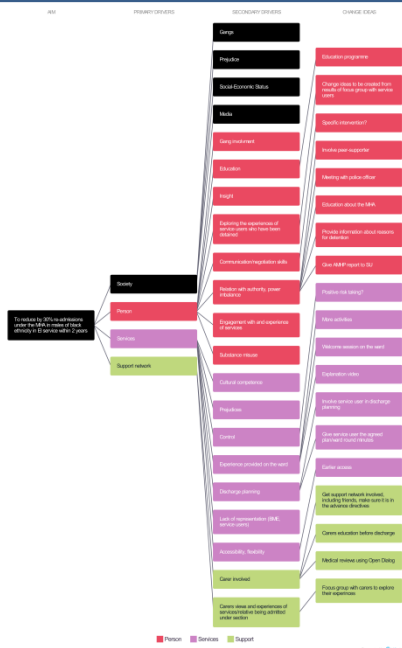 AIM
PRIMARY DRIVERS
SECONDARY DRIVERS
CHANGE IDEAS
To reduce by 30% re-admissions
under the MHA in males of black
ethnicity in EI service within 2 years
Society
Person
Services
Support network
Gangs
Prejudice
Social-Economic Status
Media
Gang involvment
Education
Insight
Exploring the experiences of
service users who have been
detained
Communication/negotiation skills
Relation with authority, power
imbalance
Engagement with and experience
of services
Substance misuse
Cultural competence
Prejudices
Control
Experience provided on the ward
Discharge planning
Lack of representation (BME,
service users)
Accessibility, flexibility
Carer involved
Carers views and experiences of
services/relative being admitted
under section
Education programme
Change ideas to be created from
results of focus group with service
users
Specific intervention?
Involve peer-supporter
Meeting with police officer
Education about the MHA
Provide information about reasons
for detention
Give AMHP report to SU
Positive risk taking?
More activities
Welcome session on the ward
Explanation video
Involve service user in discharge
planning
Give service user the agreed
plan/ward round minutes
Earlier access
Get support network involved,
including friends, make sure it is in
the advance directives
Carers education before discharge
Medical reviews using Open Dialog
Focus group with carers to explore
their experinces
Person
Services
Support